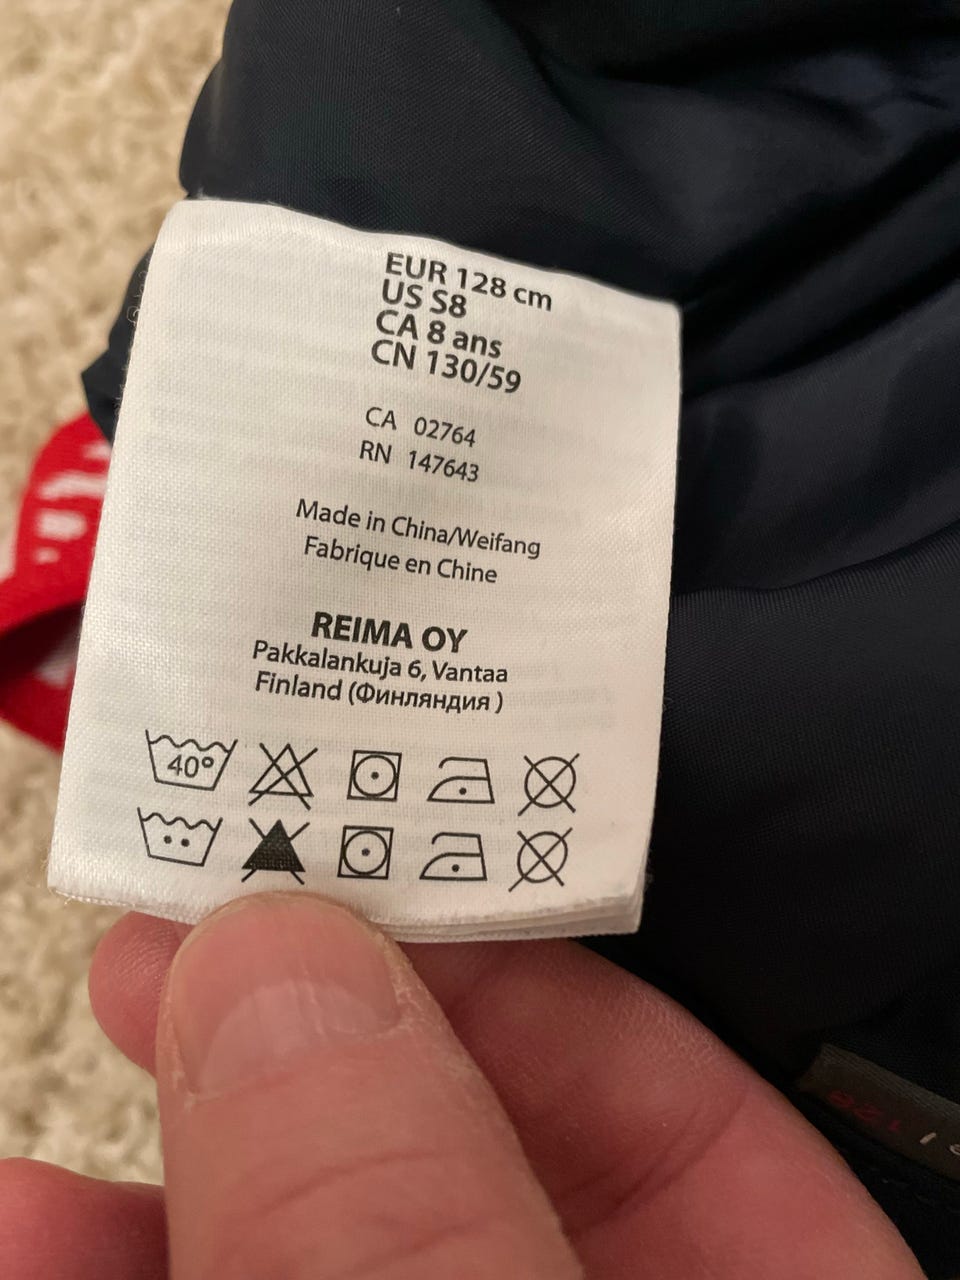 EUR 128 cm
US S8
CA 8 ans
CN 130/59
CA 02764
RN 147643
Made in China/Weifang
Fabrique en Chine
REIMA OY
Pakkalankuja 6, Vantaa
Finland (Финляндия )
40°